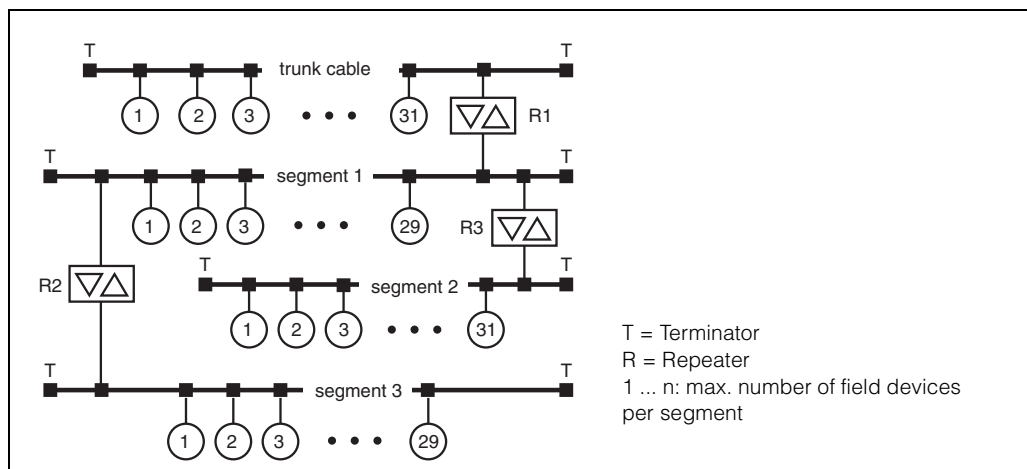 T T
trunk cable
1 2 3 • • • 31 R1
T T
segment 1
1 2 3 • • • 29 R3
T T
R2 segment 2
1 2 3 • • • 31
T T
segment 3
1 2 3 • • • 29
T = Terminator
R = Repeater
1 ... n: max. number of field devices
per segment